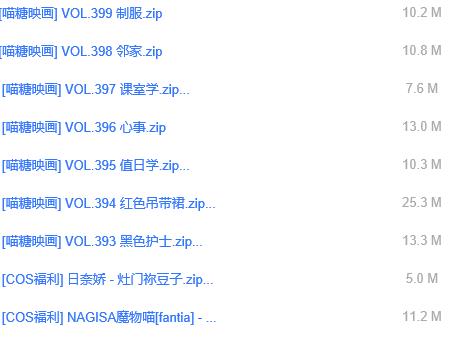 [喵糖映画] VOL.399 制服.zip 10.2 M
[喵糖映画] VOL.398 邻家.zip 10.8 M
[喵糖映画] VOL.397 课室学.zip... 7.6 M
[喵糖映画] VOL.396 心事.zip 13.0 M
[喵糖映画] VOL.395 值日学.zip... 10.3 M
[喵糖映画] VOL.394 红色吊带裙.zip... 25.3 M
[喵糖映画] VOL.393 黑色护士.zip... 13.3 M
[COS福利] 日奈娇 - 灶门祢豆子.zip... 5.0 M
[COS福利] NAGISA魔物喵[fantia] - ... 11.2 M